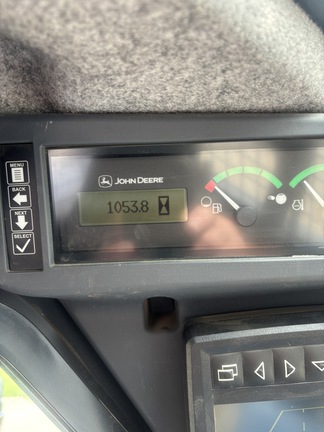 MENU
BACK
NEXT
SELECT
JOHN DEERE
1053.8